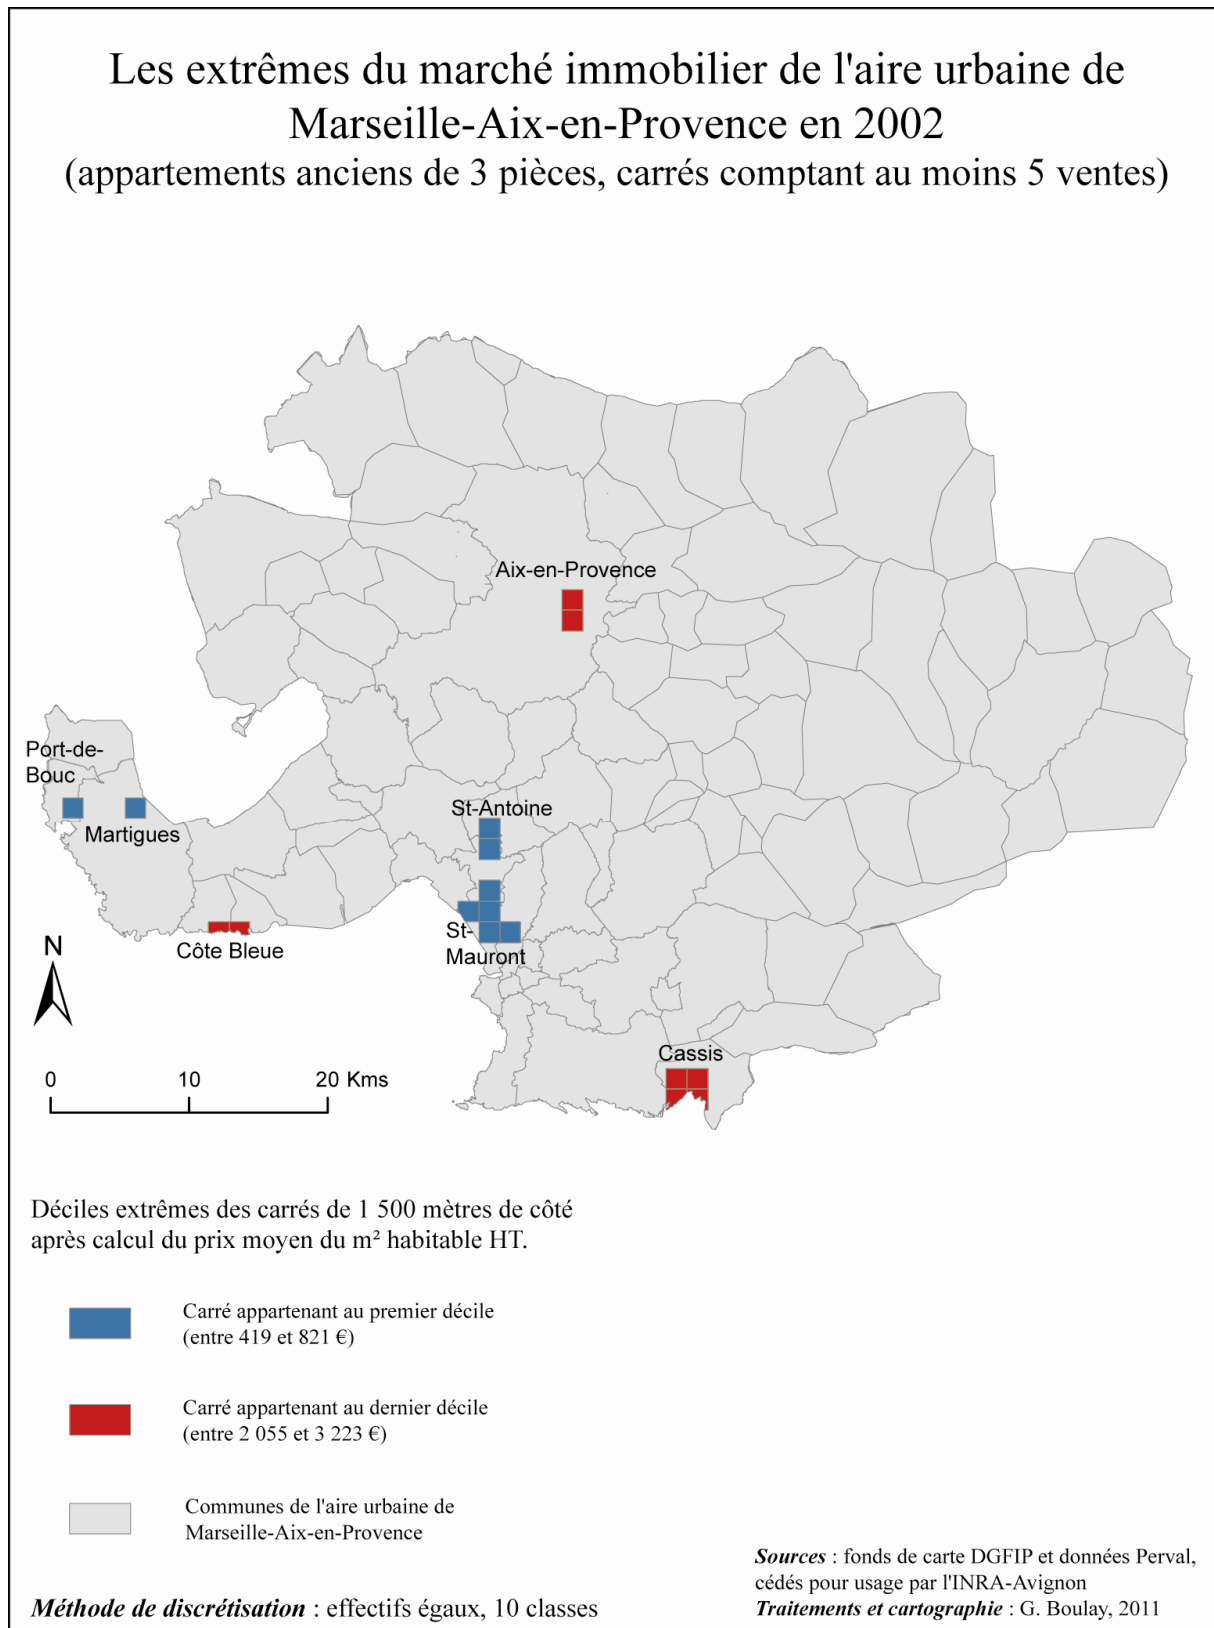 Les extrêmes du marché immobilier de l'aire urbaine de
Marseille-Aix-en-Provence en 2002
(appartements anciens de 3 pièces, carrés comptant au moins 5 ventes)
Aix-en-Provence
Port-de-
Bouc
Martigues
St-Antoine
Côte Bleue
St-
Mauront
Cassis
N
0 10 20 Kms
Déciles extrêmes des carrés de 1 500 mètres de côté
après calcul du prix moyen du m² habitable HT.
Carré appartenant au premier décile
(entre 419 et 821 €)
Carré appartenant au dernier décile
(entre 2 055 et 3 223 €)
Communes de l'aire urbaine de
Marseille-Aix-en-Provence
Méthode de discrétisation : effectifs égaux, 10 classes
Sources : fonds de carte DGFIP et données Perval,
cédés pour usage par l'INRA-Avignon
Traitements et cartographie : G. Boulay, 2011